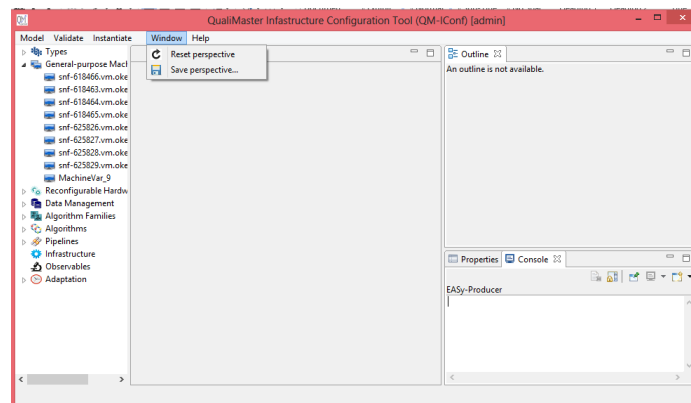 QualiMaster Infastructure Configuration Tool (QM-IConf) [admin]
Model Validate Instantiate Window Help
Reset perspective
Save perspective...
Types
General-purpose Mach
snf-618466.vm.oke
snf-618463.vm.oke
snf-618464.vm.oke
snf-618465.vm.oke
snf-625826.vm.oke
snf-625827.vm.oke
snf-625828.vm.oke
snf-625829.vm.oke
MachineVar_9
Reconfigurable Hardw
Data Management
Algorithm Families
Algorithms
Pipelines
Infrastructure
Observables
Adaptation
Outline
An outline is not available.
Properties Console
EASy-Producer